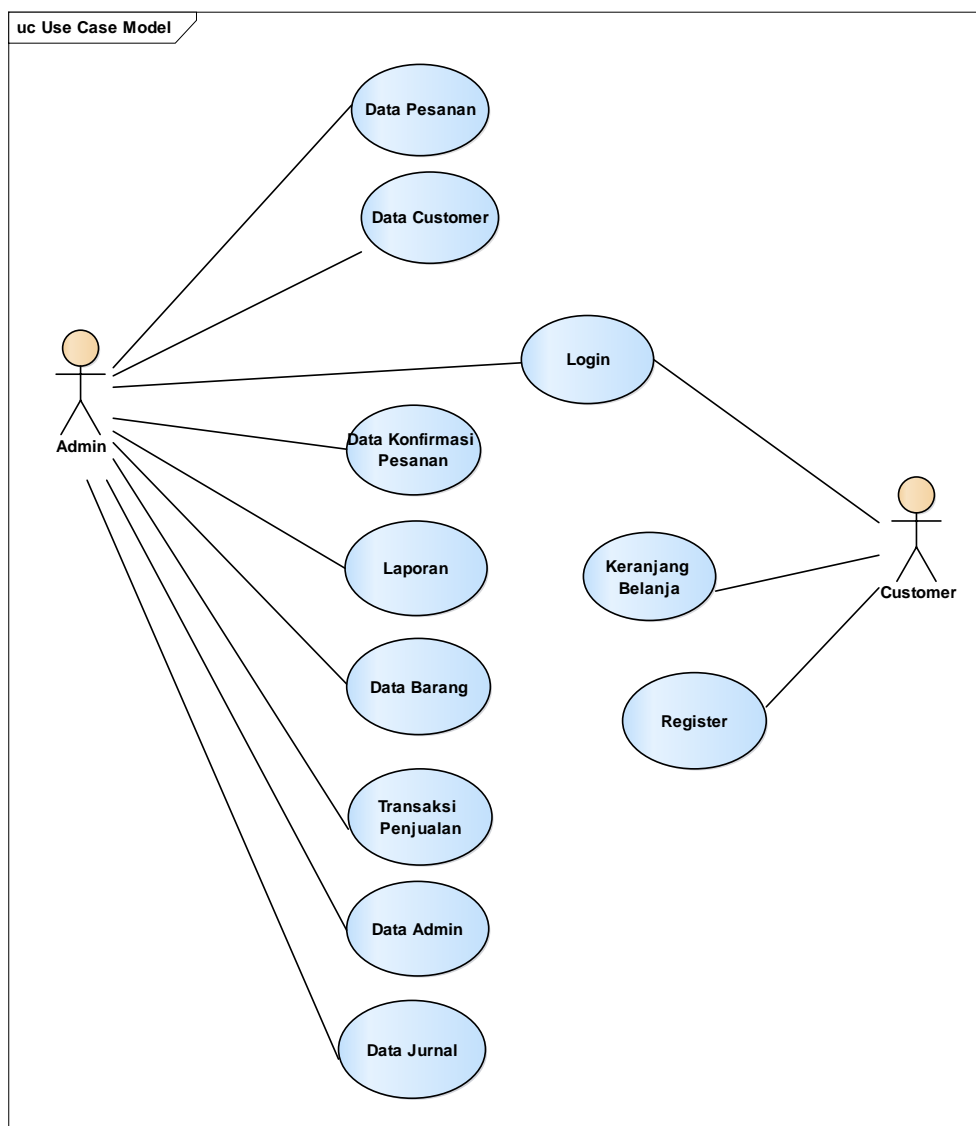 uc Use Case Model
Data Pesanan
Data Customer
Login
Admin
Data Konfirmasi
Pesanan
Laporan
Keranjang
Belanja
Customer
Data Barang
Register
Transaksi
Penjualan
Data Admin
Data Jurnal